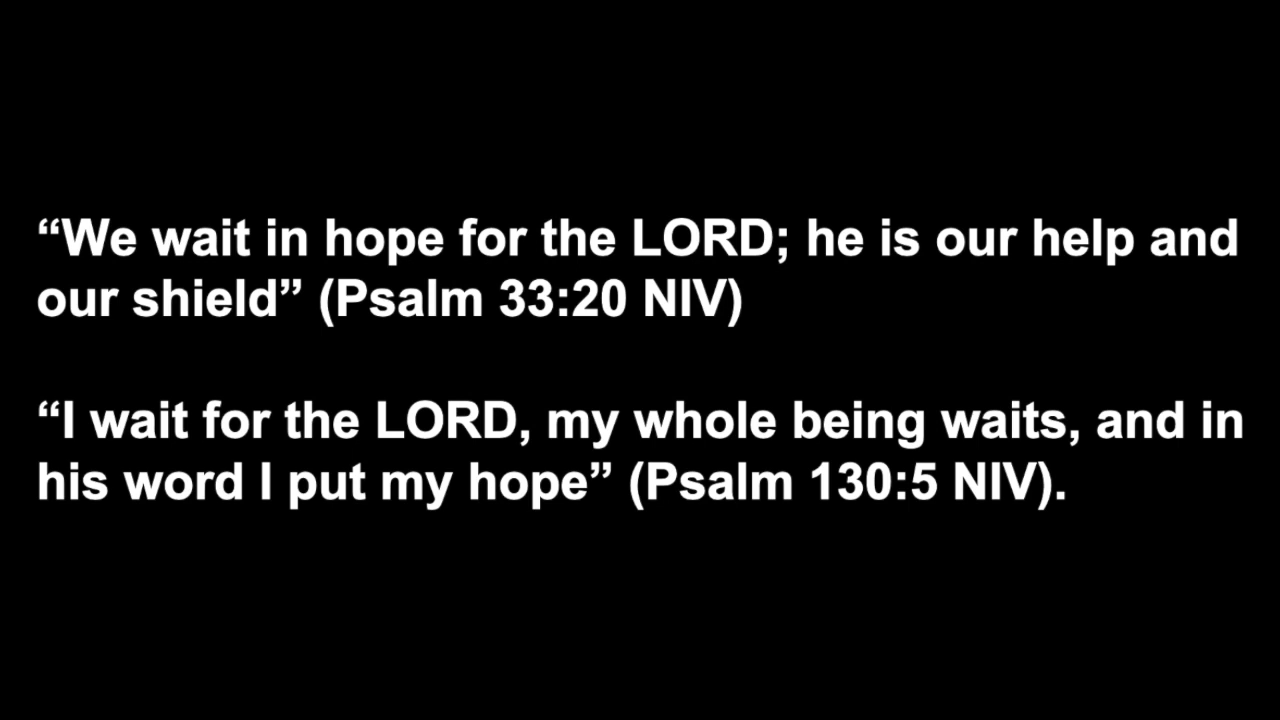 “We wait in hope for the LORD; he is our help and
our shield” (Psalm 33:20 NIV)
“I wait for the LORD, my whole being waits, and in
his word I put my hope” (Psalm 130:5 NIV).